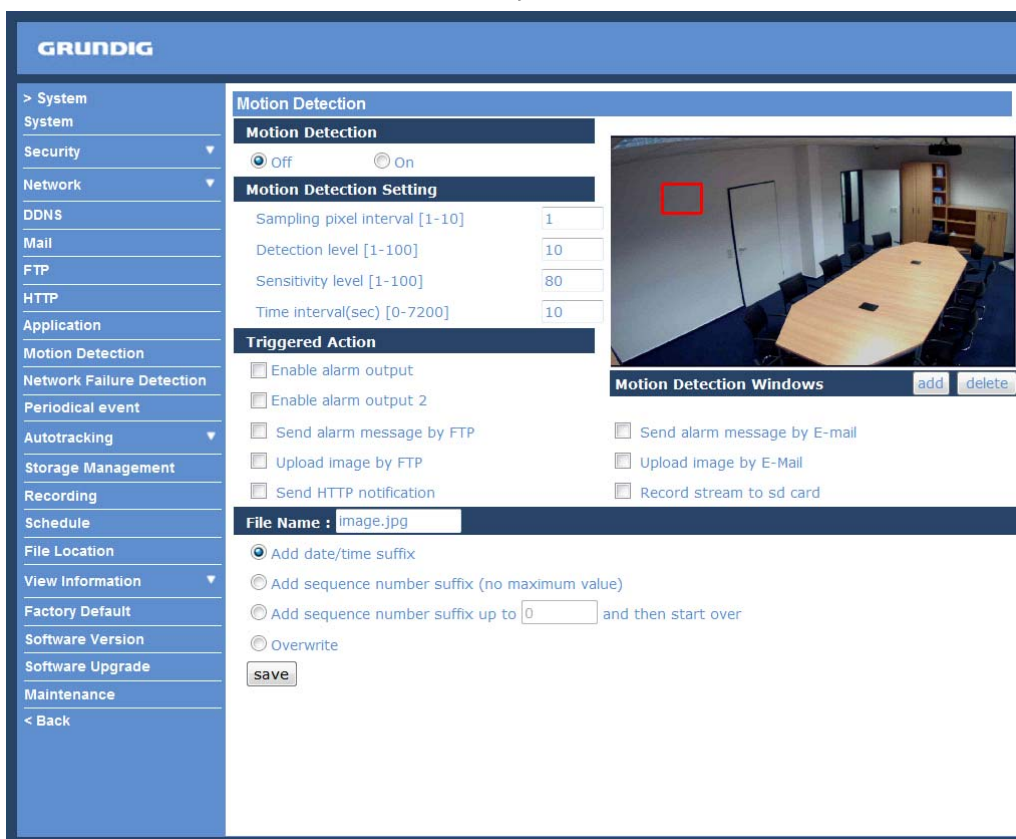 GRUNDIG
> System
System
Security
Network
DDNS
Mail
FTP
HTTP
Application
Motion Detection
Network Failure Detection
Periodical event
Autotracking
Storage Management
Recording
Schedule
File Location
View Information
Factory Default
Software Version
Software Upgrade
Maintenance
< Back
Motion Detection
Motion Detection
Off On
Motion Detection Setting
Sampling pixel interval [1-10] 1
Detection level [1-100] 10
Sensitivity level [1-100] 80
Time interval(sec) [0-7200] 10
Triggered Action
Motion Detection Windows add delete
Enable alarm output
Enable alarm output 2
Send alarm message by FTP Send alarm message by E-mail
Upload image by FTP Upload image by E-Mail
Send HTTP notification Record stream to sd card
File Name : image.jpg
Add date/time suffix
Add sequence number suffix (no maximum value)
Add sequence number suffix up to 0 and then start over
Overwrite
save